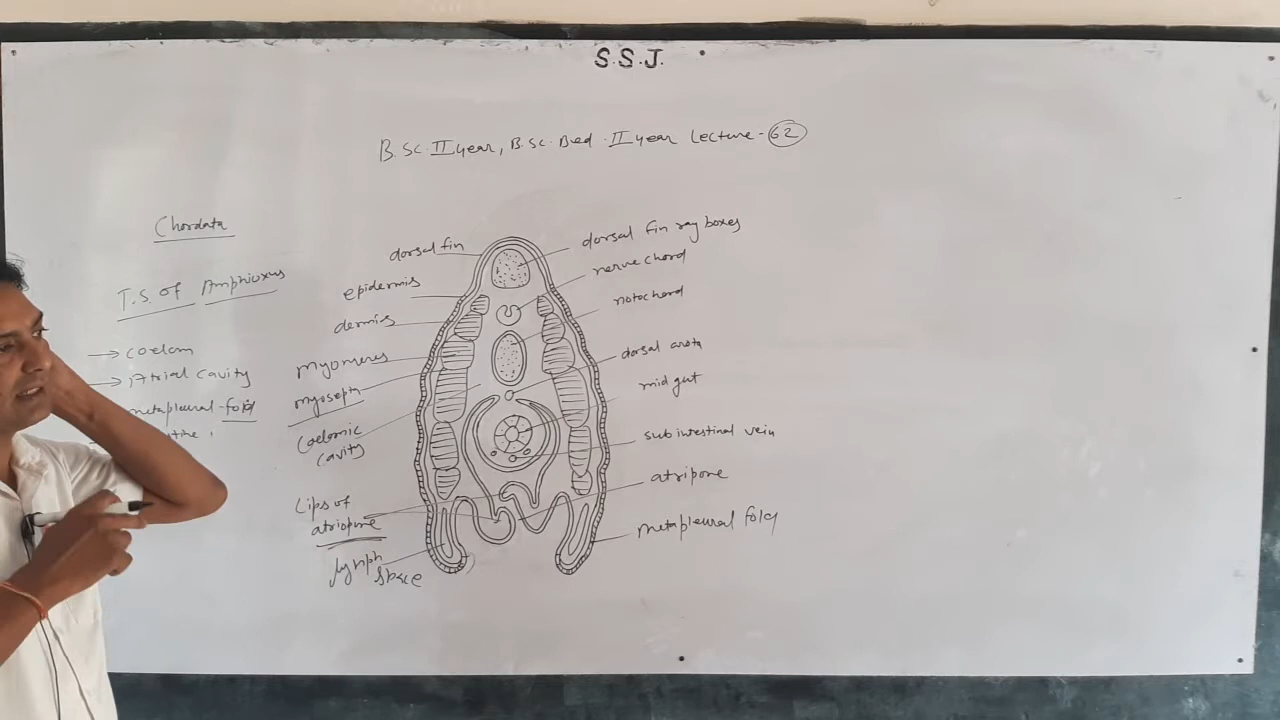 S.S.J.
B.Sc. II year, B.Sc. Bed. II year Lecture - 62
Chordata
T.S. of Amphioxus
→ coelom
→ Atrial cavity
metapleural fold
dorsal fin
epidermis
dermis
myomeres
myosepta
Coelomic
cavity
Lips of
atriopore
lymph
space
dorsal fin ray boxes
nerve chord
notochord
dorsal arota
mid gut
sub intestinal vein
atripore
metapleural fold